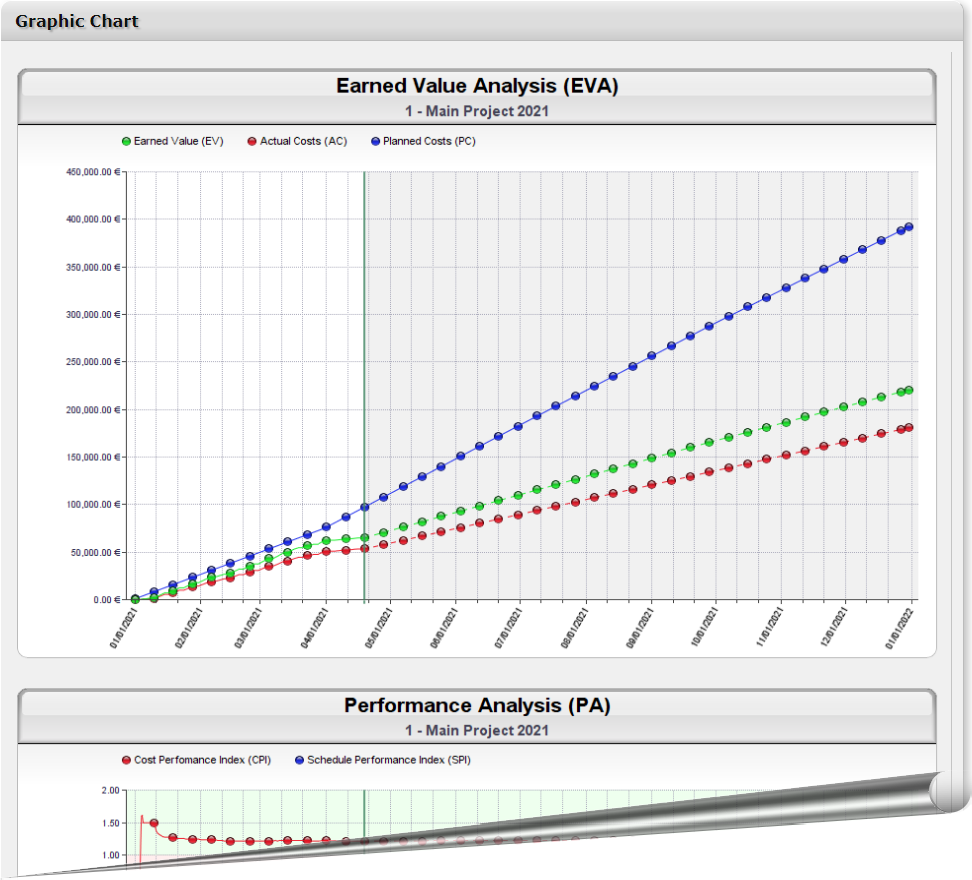 Graphic Chart
Earned Value Analysis (EVA)
1 - Main Project 2021
Earned Value (EV) Actual Costs (AC) Planned Costs (PC)
450,000.00 €
400,000.00 €
350,000.00 €
300,000.00 €
250,000.00 €
200,000.00 €
150,000.00 €
100,000.00 €
50,000.00 €
0.00 €
01/01/2021 02/01/2021 03/01/2021 04/01/2021 05/01/2021 06/01/2021 07/01/2021 08/01/2021 09/01/2021 10/01/2021 11/01/2021 12/01/2021 01/01/2022
Performance Analysis (PA)
1 - Main Project 2021
Cost Perfomance Index (CPI) Schedule Performance Index (SPI)
2.00
1.50
1.00